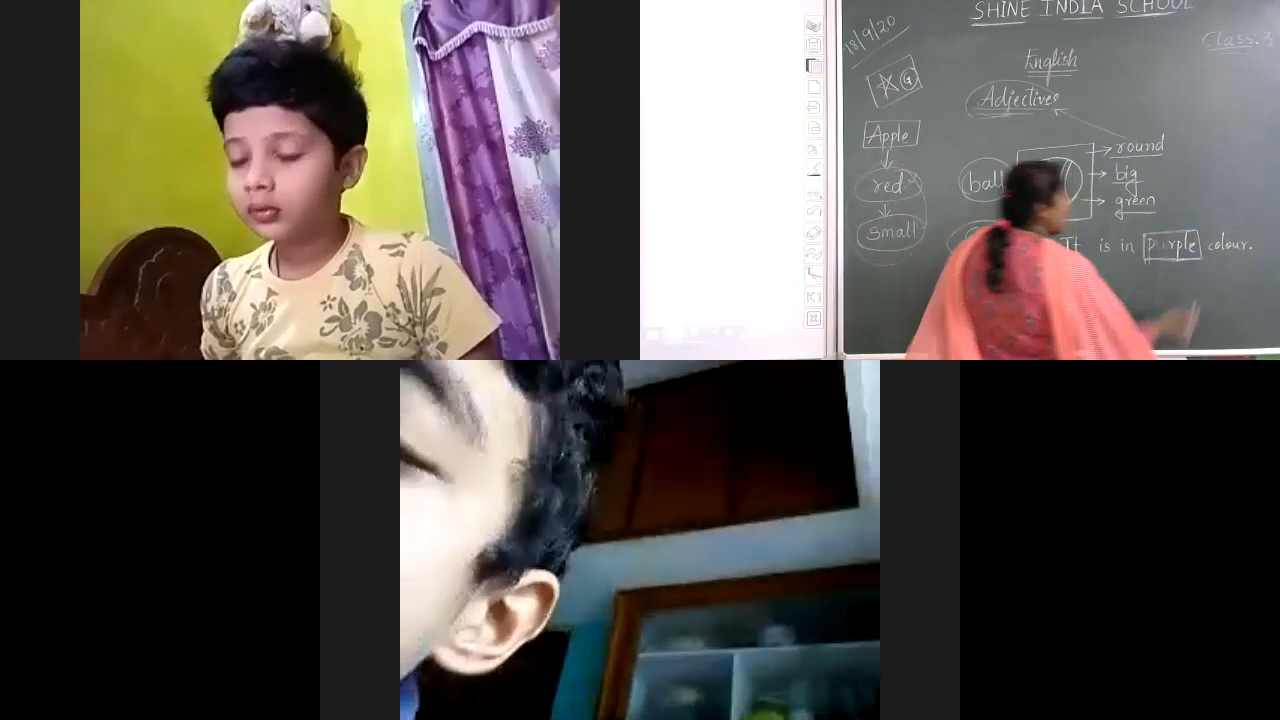 SHINE INDIA SCHOOL
18/9/20
Class: 3
English
G
Adjectives
Apple
red
Small
ball
round
big
green
It is in purple colour.